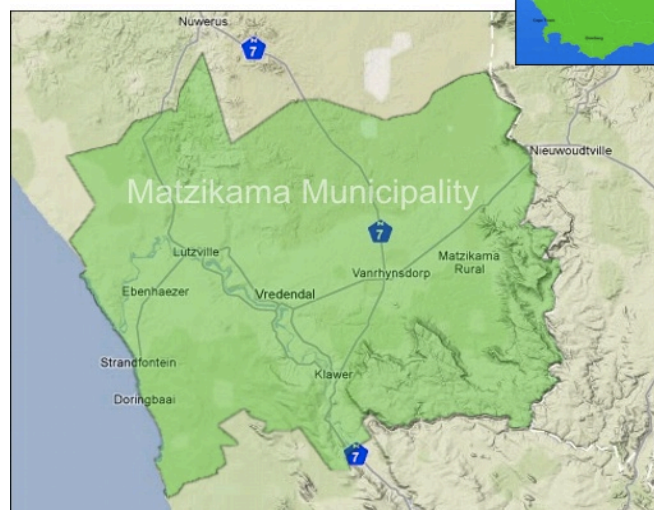 Nuwerus
7
Nieuwoudtville
Matzikama Municipality
7
Lutzville
Matzikama
Rural
Vanrhynsdorp
Ebenhaezer
Vredendal
Strandfontein
Klawer
Doringbaai
7